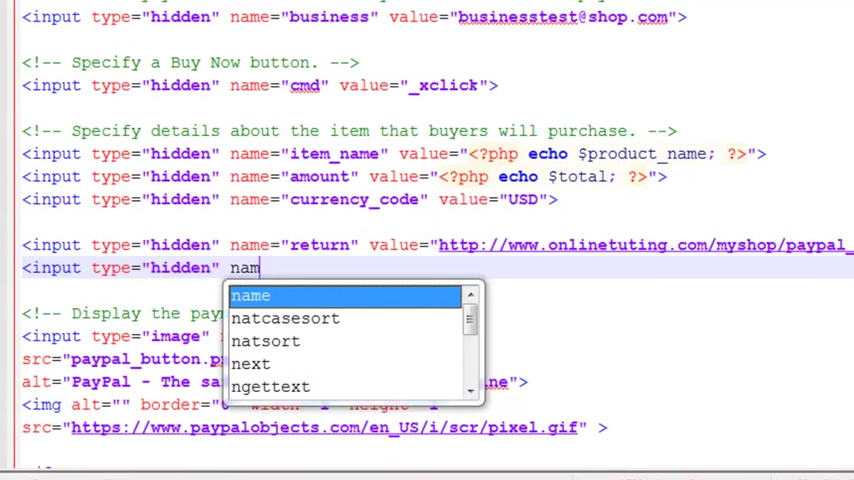 <input type="hidden" name="business" value="businesstest@shop.com">
<!-- Specify a Buy Now button. -->
<input type="hidden" name="cmd" value="_xclick">
<!-- Specify details about the item that buyers will purchase. -->
<input type="hidden" name="item_name" value="<?php echo $product_name; ?>">
<input type="hidden" name="amount" value="<?php echo $total; ?>">
<input type="hidden" name="currency_code" value="USD">
<input type="hidden" name="return" value="http://www.onlinetuting.com/myshop/paypal_
<input type="hidden" nam
name
natcasesort
natsort
next
ngettext
<!-- Display the pay
<input type="image"
src="paypal_button.p
alt="PayPal - The sa ne">
<img alt="" border="
src="https://www.paypalobjects.com/en_US/i/scr/pixel.gif" >